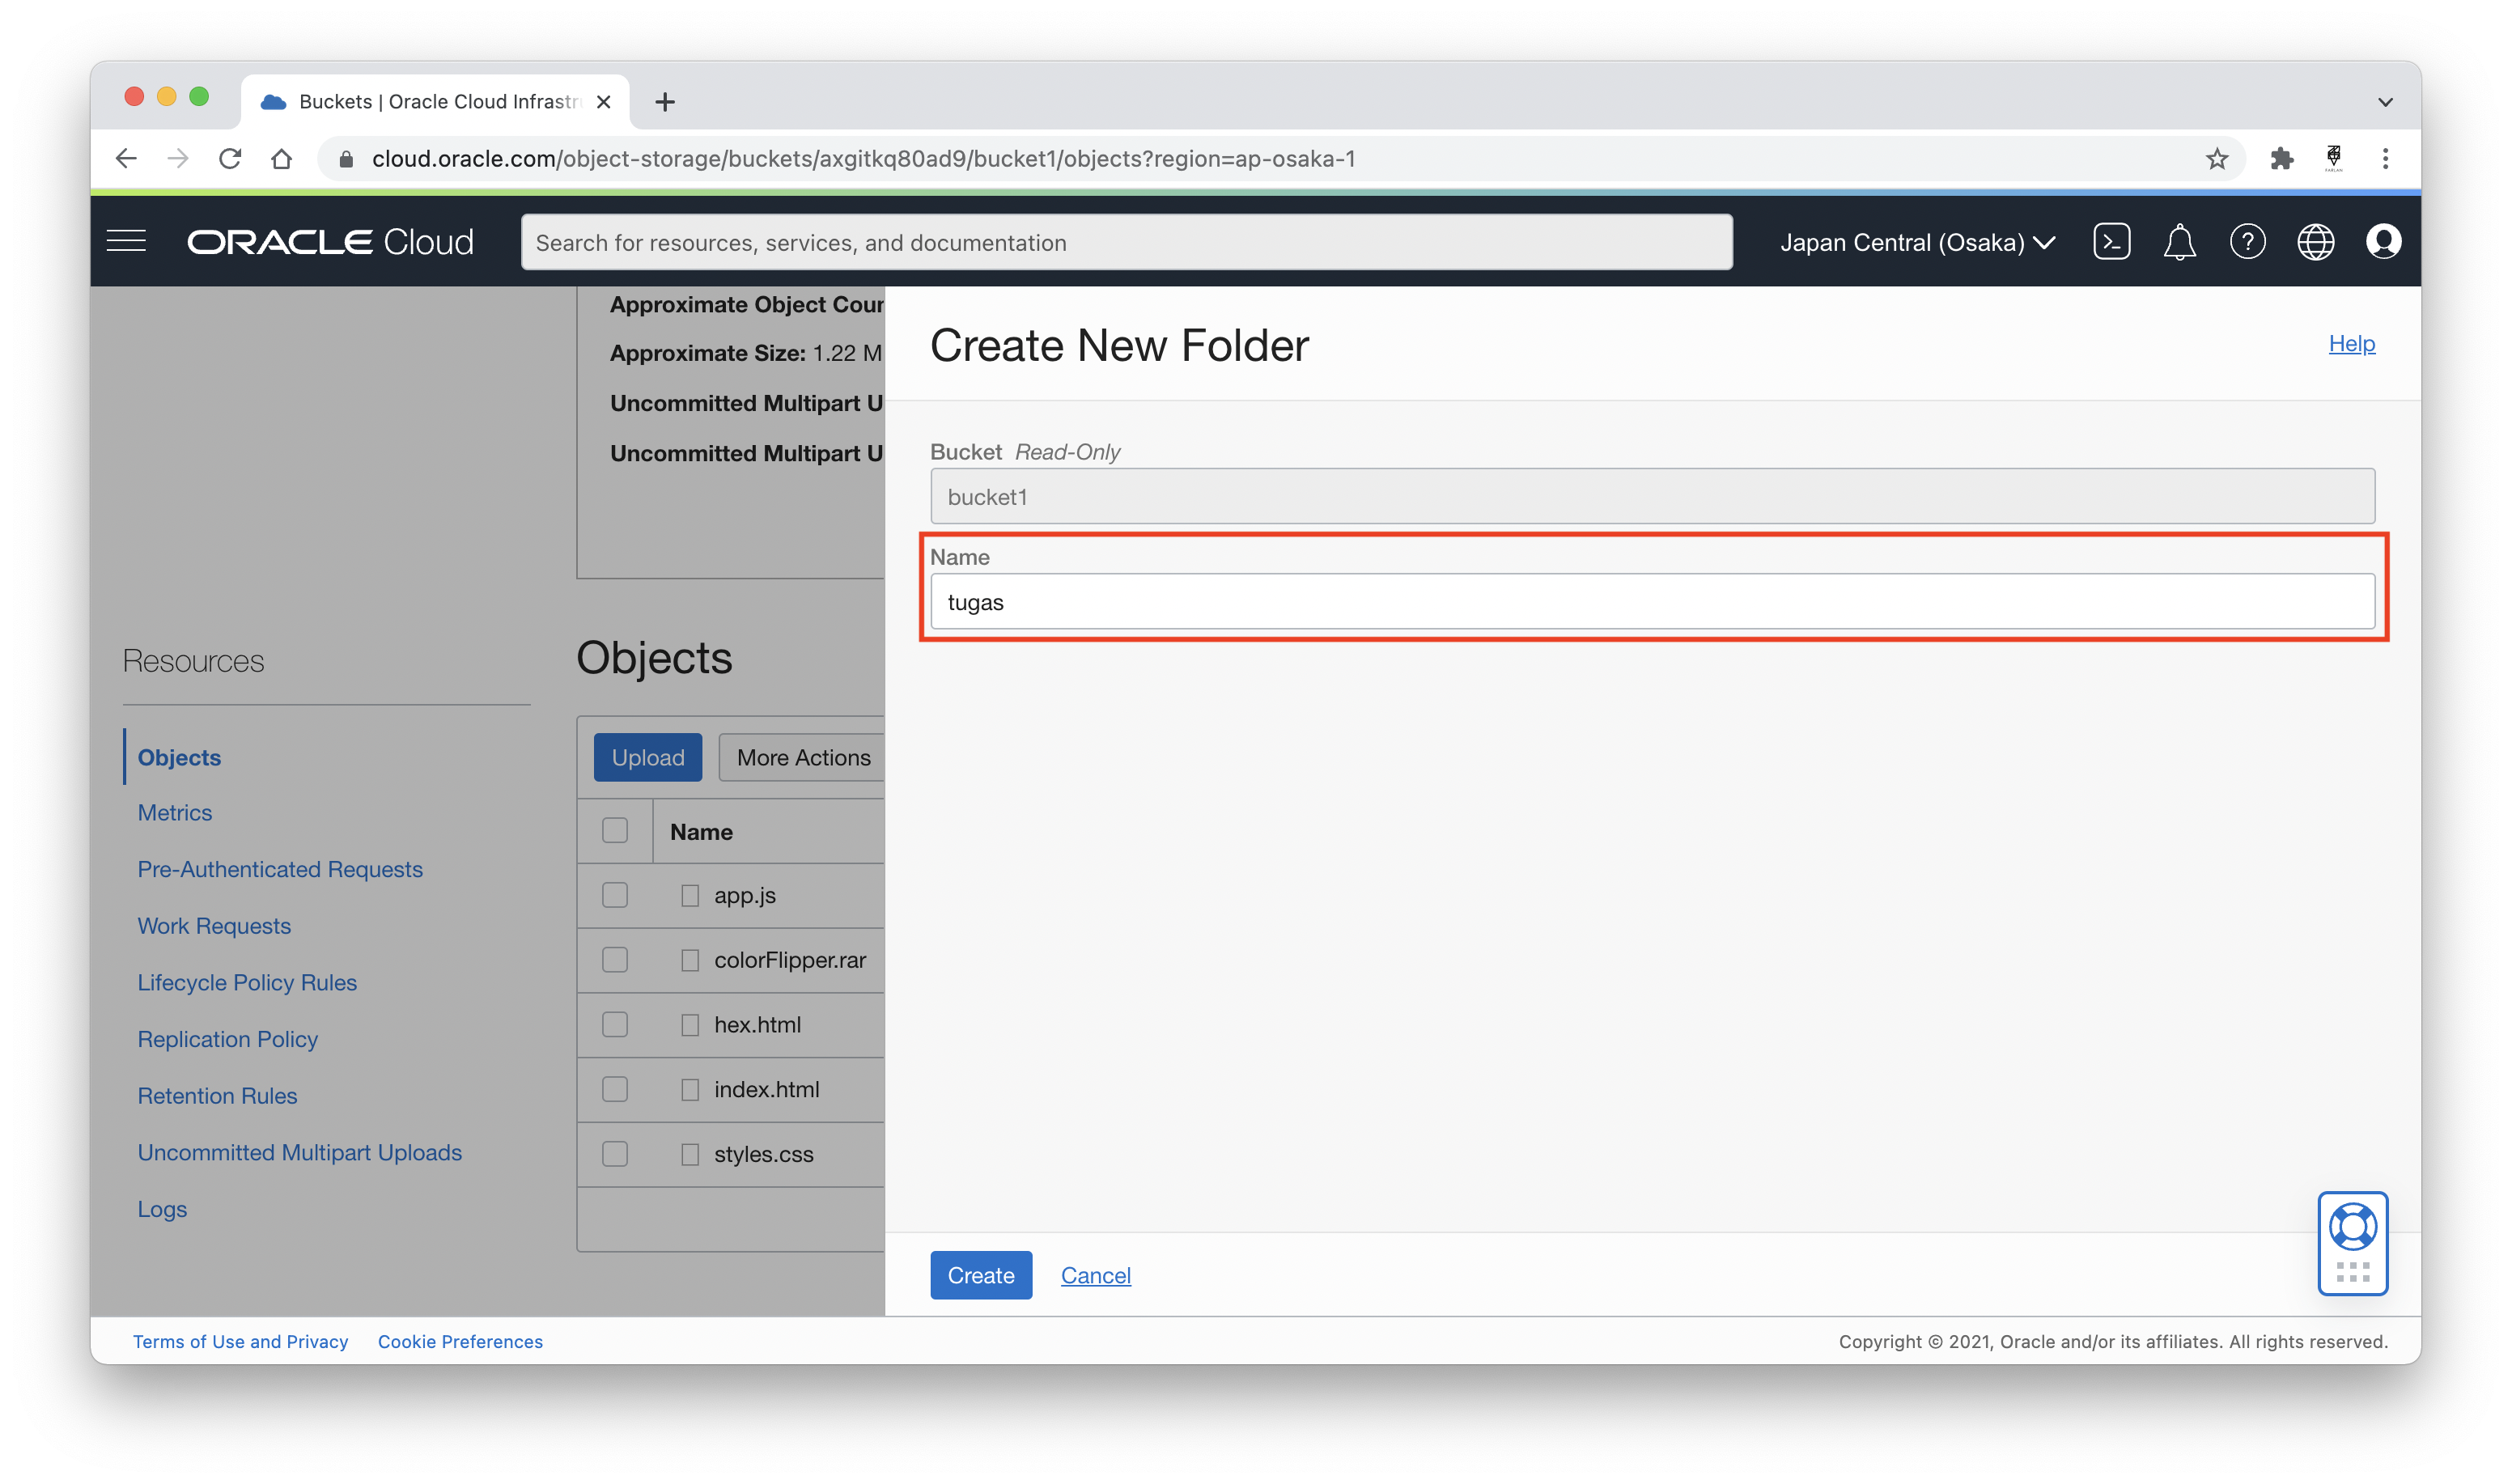 Buckets | Oracle Cloud Infrastr
cloud.oracle.com/object-storage/buckets/axgitkq80ad9/bucket1/objects?region=ap-osaka-1
ORACLE Cloud
Search for resources, services, and documentation
Japan Central (Osaka)
Approximate Object Coun
Approximate Size: 1.22 M
Uncommitted Multipart U
Uncommitted Multipart U
Resources
Objects
Metrics
Pre-Authenticated Requests
Work Requests
Lifecycle Policy Rules
Replication Policy
Retention Rules
Uncommitted Multipart Uploads
Logs
Objects
Upload
More Actions
Name
app.js
colorFlipper.rar
hex.html
index.html
styles.css
Create New Folder
Help
Bucket Read-Only
bucket1
Name
tugas
Create
Cancel
Terms of Use and Privacy
Cookie Preferences
Copyright © 2021, Oracle and/or its affiliates. All rights reserved.